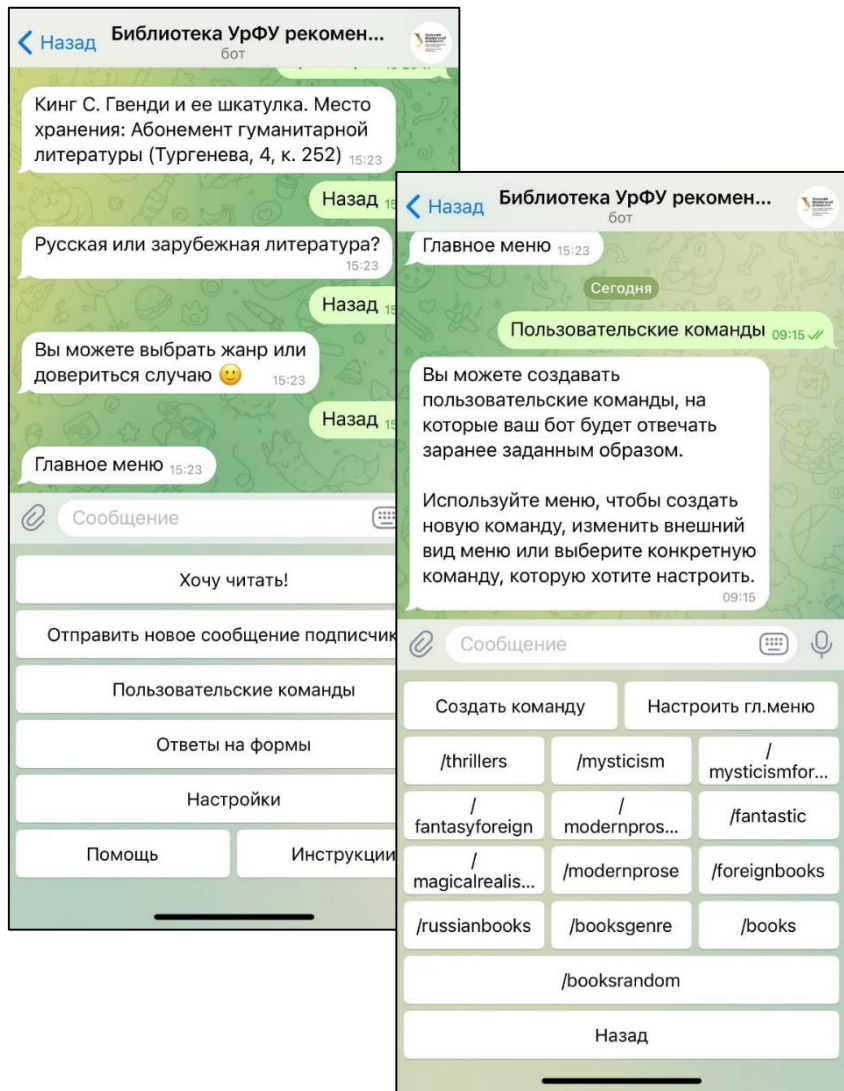 Назад
Библиотека УрФУ рекомен...
бот
Кинг С. Гвенди и ее шкатулка. Место
хранения: Абонемент гуманитарной
литературы (Тургенева, 4, к. 252) 15:23
Назад
Русская или зарубежная литература?
15:23
Назад
Вы можете выбрать жанр или
довериться случаю 🙂 15:23
Назад
Главное меню 15:23
Сообщение
Хочу читать!
Отправить новое сообщение подписчик
Пользовательские команды
Ответы на формы
Настройки
Помощь
Инструкции
Назад
Библиотека УрФУ рекомен...
бот
Главное меню 15:23
Сегодня
Пользовательские команды 09:15
Вы можете создавать
пользовательские команды, на
которые ваш бот будет отвечать
заранее заданным образом.
Используйте меню, чтобы создать
новую команду, изменить внешний
вид меню или выберите конкретную
команду, которую хотите настроить.
09:15
Сообщение
Создать команду
Настроить гл.меню
/thrillers
/mysticism
/
mysticismfor...
/
fantasyforeign
/
modernpros...
/fantastic
/
magicalrealis...
/modernprose
/foreignbooks
/russianbooks
/booksgenre
/books
/booksrandom
Назад